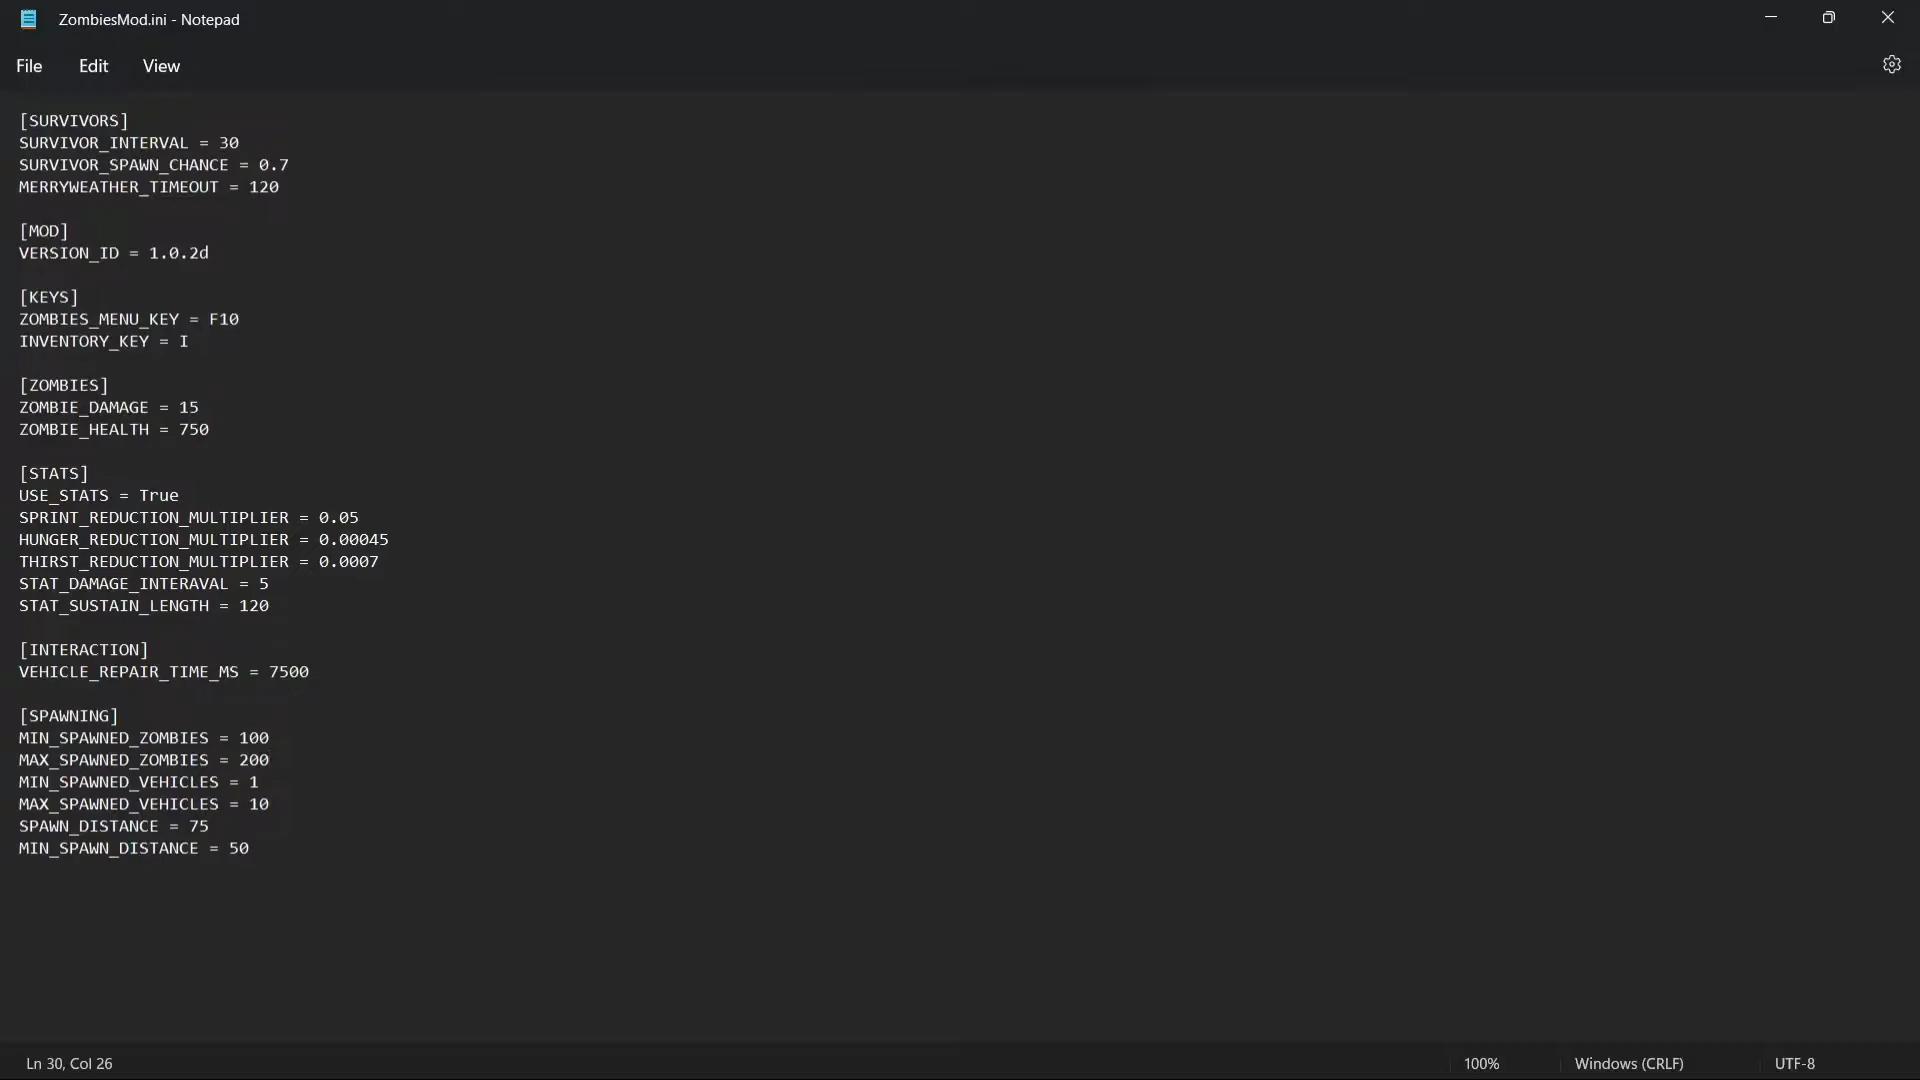 ZombiesMod.ini - Notepad
File Edit View
[SURVIVORS]
SURVIVOR_INTERVAL = 30
SURVIVOR_SPAWN_CHANCE = 0.7
MERRYWEATHER_TIMEOUT = 120
[MOD]
VERSION_ID = 1.0.2d
[KEYS]
ZOMBIES_MENU_KEY = F10
INVENTORY_KEY = I
[ZOMBIES]
ZOMBIE_DAMAGE = 15
ZOMBIE_HEALTH = 750
[STATS]
USE_STATS = True
SPRINT_REDUCTION_MULTIPLIER = 0.05
HUNGER_REDUCTION_MULTIPLIER = 0.00045
THIRST_REDUCTION_MULTIPLIER = 0.0007
STAT_DAMAGE_INTERAVAL = 5
STAT_SUSTAIN_LENGTH = 120
[INTERACTION]
VEHICLE_REPAIR_TIME_MS = 7500
[SPAWNING]
MIN_SPAWNED_ZOMBIES = 100
MAX_SPAWNED_ZOMBIES = 200
MIN_SPAWNED_VEHICLES = 1
MAX_SPAWNED_VEHICLES = 10
SPAWN_DISTANCE = 75
MIN_SPAWN_DISTANCE = 50
Ln 30, Col 26 100% Windows (CRLF) UTF-8